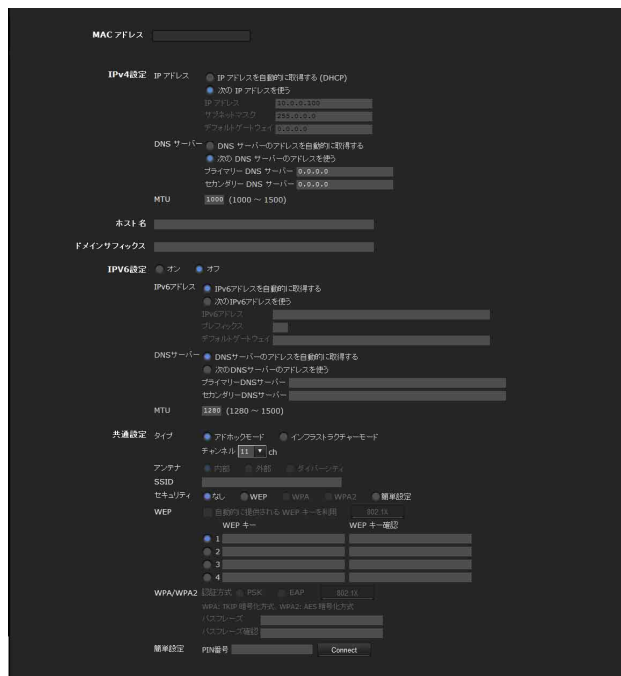 MAC アドレス
IPv4設定 IP アドレス IP アドレスを自動的に取得する (DHCP)
次の IP アドレスを使う
IP アドレス 10.0.0.100
サブネットマスク 255.0.0.0
デフォルトゲートウェイ 0.0.0.0
DNS サーバー DNS サーバーのアドレスを自動的に取得する
次の DNS サーバーのアドレスを使う
プライマリー DNS サーバー 0.0.0.0
セカンダリー DNS サーバー 0.0.0.0
MTU 1000 (1000 ～ 1500)
ホスト名
ドメインサフィックス
IPV6設定 オン オフ
IPv6アドレス IPv6アドレスを自動的に取得する
次のIPv6アドレスを使う
IPv6アドレス
プレフィックス
デフォルトゲートウェイ
DNSサーバー DNSサーバーのアドレスを自動的に取得する
次のDNSサーバーのアドレスを使う
プライマリーDNSサーバー
セカンダリーDNSサーバー
MTU 1280 (1280 ～ 1500)
共通設定 タイプ アドホックモード インフラストラクチャーモード
チャンネル 11 ch
アンテナ 内部 外部 ダイバーシティ
SSID
セキュリティ なし WEP WPA WPA2 簡単設定
WEP 自動的に提供される WEP キーを利用 802.1X
WEP キー WEP キー確認
1
2
3
4
WPA/WPA2 認証方式 PSK EAP 802.1X
WPA: TKIP 暗号化方式. WPA2: AES 暗号化方式
パスフレーズ
パスフレーズ確認
簡単設定 PIN番号 Connect